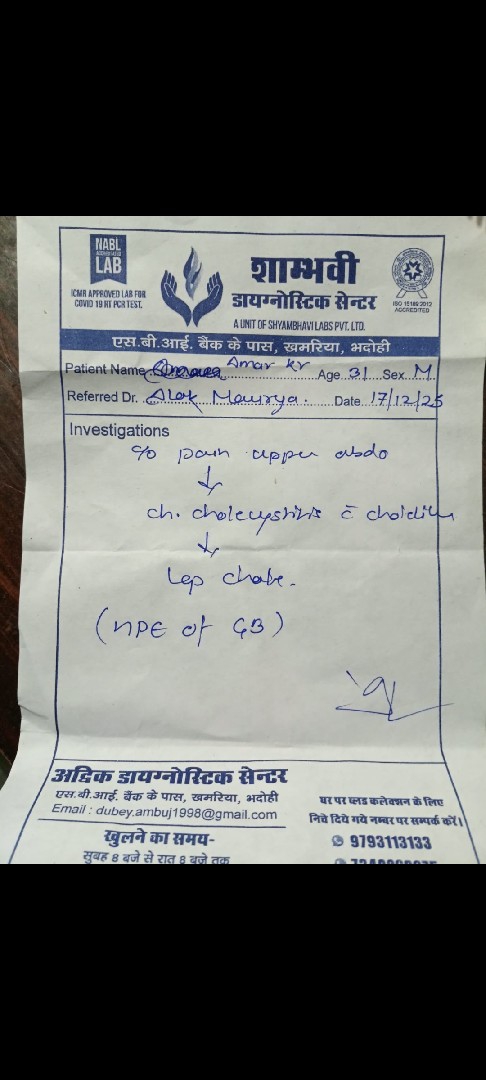 NABL
ACCREDITATED
LAB
ICMR APPROVED LAB FOR
COVID 19 RT PCR TEST.
शाम्भवी
डायग्नोस्टिक सेन्टर
A UNIT OF SHYAMBHAVI LABS PVT. LTD.
ISO 15189:2012
ACCREDITED
एस.बी.आई. बैंक के पास, खमरिया, भदोही
Patient Name Amar kr Age 31 Sex M
Referred Dr. Alok Maurya. Date 17/12/25
Investigations
c/o pain upper abdo
↓
ch. cholecystitis c̄
↓
Lap chole.
(HPE of GB)
अडिक डायग्नोस्टिक सेन्टर
एस.बी.आई. बैंक के पास, खमरिया, भदोही
Email : dubey.ambuj1998@gmail.com
खुलने का समय-
सुबह 8 बजे से रात 8 बजे तक
घर पर ब्लड कलेक्शन के लिए
निचे दिये गये नम्बर पर सम्पर्क करें।
9793113133